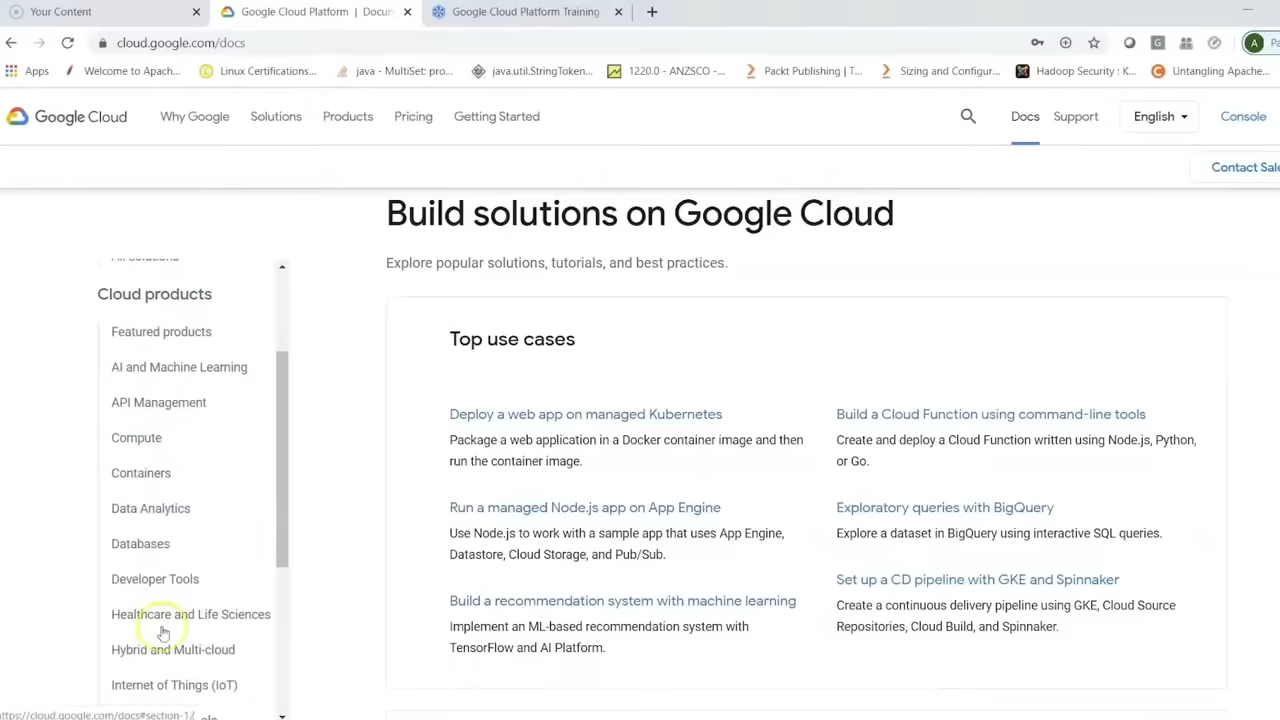 Your Content
Google Cloud Platform | Docu
Google Cloud Platform Training
cloud.google.com/docs
G
A
Pa
Apps
Welcome to Apach...
Linux Certifications...
java - MultiSet: pro...
java.util.StringToken...
1220.0 - ANZSCO -...
Packt Publishing | T...
Sizing and Configur...
Hadoop Security : K...
Untangling Apache...
Google Cloud
Why Google
Solutions
Products
Pricing
Getting Started
Docs
Support
English
Console
Contact Sale
Build solutions on Google Cloud
Explore popular solutions, tutorials, and best practices.
All solutions
Cloud products
Featured products
AI and Machine Learning
API Management
Compute
Containers
Data Analytics
Databases
Developer Tools
Healthcare and Life Sciences
Hybrid and Multi-cloud
Internet of Things (IoT)
Top use cases
Deploy a web app on managed Kubernetes
Package a web application in a Docker container image and then
run the container image.
Run a managed Node.js app on App Engine
Use Node.js to work with a sample app that uses App Engine,
Datastore, Cloud Storage, and Pub/Sub.
Build a recommendation system with machine learning
Implement an ML-based recommendation system with
TensorFlow and AI Platform.
Build a Cloud Function using command-line tools
Create and deploy a Cloud Function written using Node.js, Python,
or Go.
Exploratory queries with BigQuery
Explore a dataset in BigQuery using interactive SQL queries.
Set up a CD pipeline with GKE and Spinnaker
Create a continuous delivery pipeline using GKE, Cloud Source
Repositories, Cloud Build, and Spinnaker.
https://cloud.google.com/docs#section-12